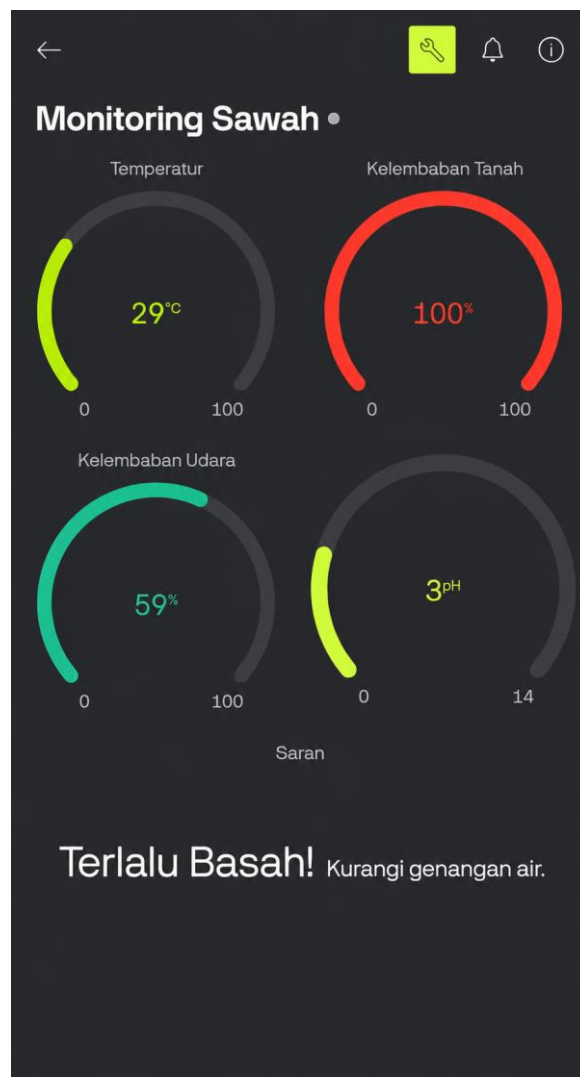 Monitoring Sawah
Temperatur
Kelembaban Tanah
29°C
100%
0 100
0 100
Kelembaban Udara
59%
3pH
0 100
0 14
Saran
Terlalu Basah! Kurangi genangan air.